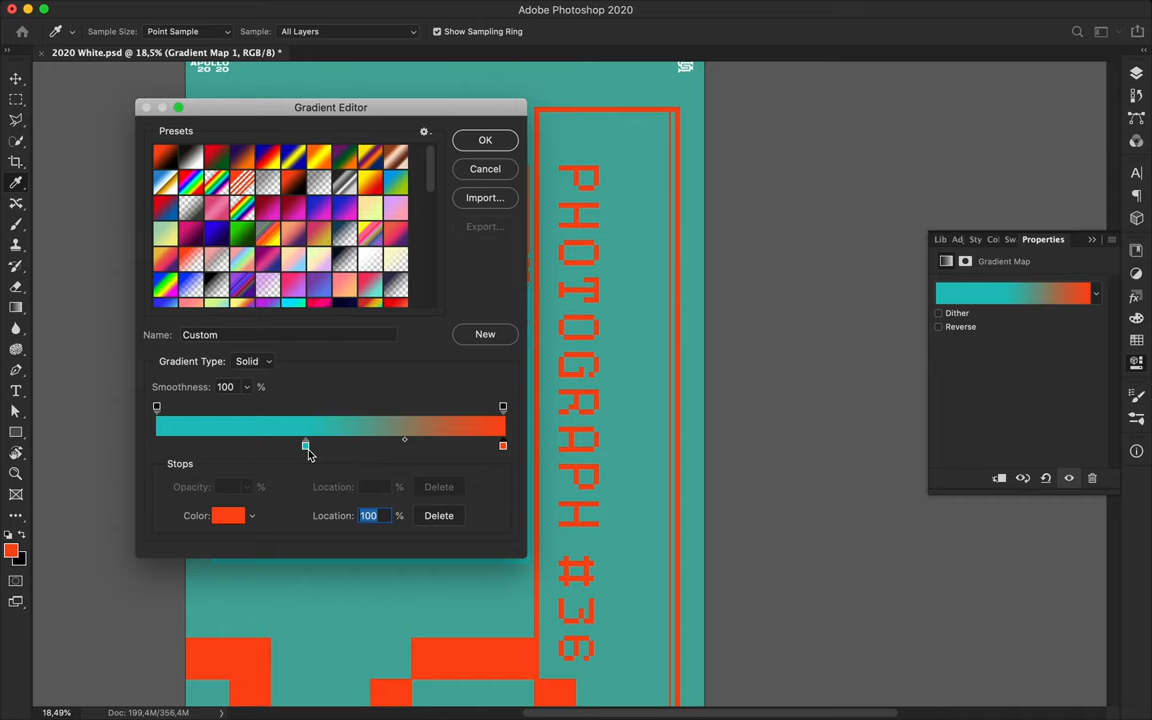 Adobe Photoshop 2020
Sample Size: Point Sample Sample: All Layers Show Sampling Ring
2020 White.psd @ 18,5% (Gradient Map 1, RGB/8) *
APOLLO
20 20
Gradient Editor
Presets
OK
Cancel
Import...
Export...
Name: Custom
New
Gradient Type: Solid
Smoothness: 100 %
Stops
Opacity: % Location: % Delete
Color: Location: 100 % Delete
PHOTOGRAPH #36
Lib Adj Sty Col Sw Properties
Gradient Map
Dither
Reverse
18,49% Doc: 199,4M/356,4M